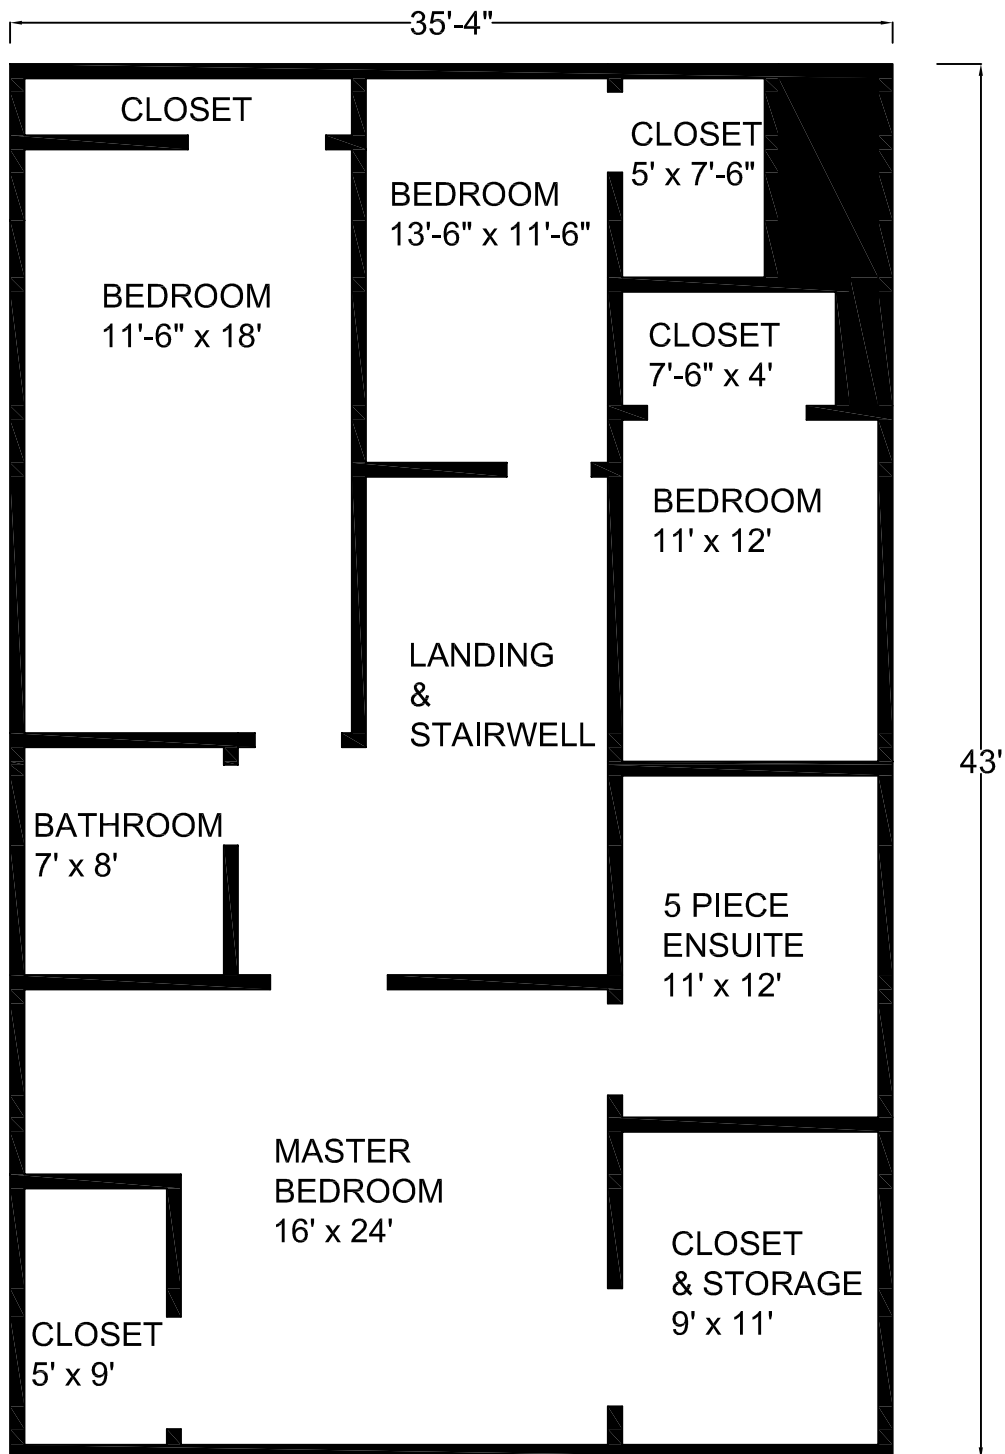 35'-4"
CLOSET
CLOSET
5' x 7'-6"
BEDROOM
13'-6" x 11'-6"
BEDROOM
11'-6" x 18'
CLOSET
7'-6" x 4'
BEDROOM
11' x 12'
LANDING
&
STAIRWELL
43'
BATHROOM
7' x 8'
5 PIECE
ENSUITE
11' x 12'
MASTER
BEDROOM
16' x 24'
CLOSET
& STORAGE
9' x 11'
CLOSET
5' x 9'